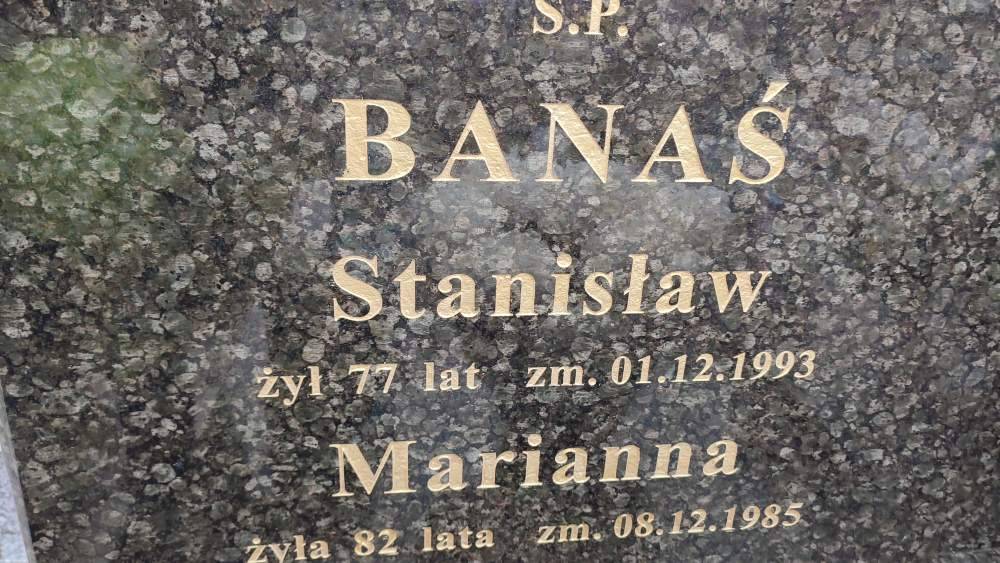 Ś.P.
BANAŚ
Stanisław
żył 77 lat zm. 01.12.1993
Marianna
żyła 82 lata zm. 08.12.1985